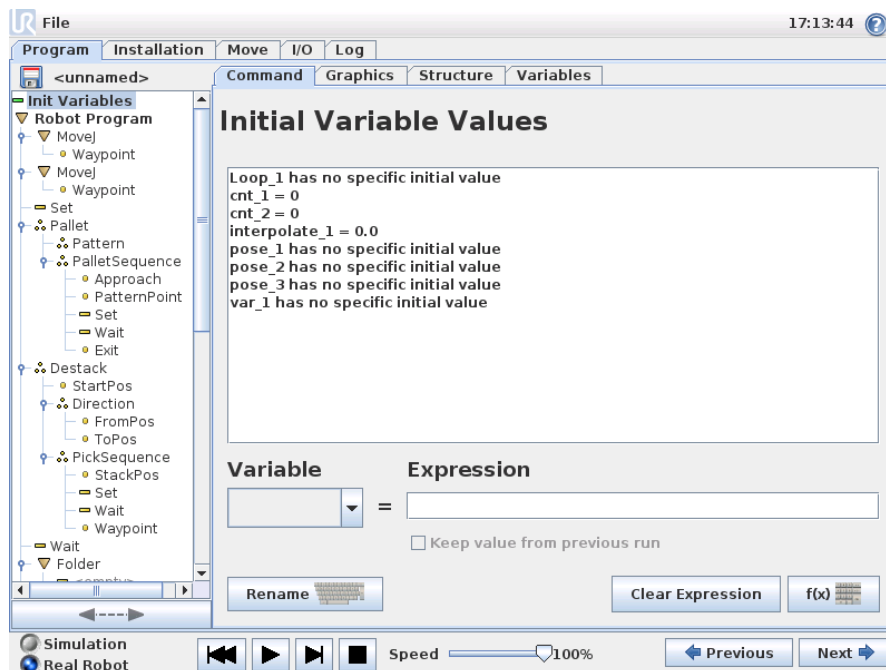 UR File 17:13:44 ?
Program Installation Move I/O Log
<unnamed>
Command Graphics Structure Variables
Init Variables
Robot Program
MoveJ
Waypoint
MoveJ
Waypoint
Set
Pallet
Pattern
PalletSequence
Approach
PatternPoint
Set
Wait
Exit
Destack
StartPos
Direction
FromPos
ToPos
PickSequence
StackPos
Set
Wait
Waypoint
Wait
Folder
<empty>
Initial Variable Values
Loop_1 has no specific initial value
cnt_1 = 0
cnt_2 = 0
interpolate_1 = 0.0
pose_1 has no specific initial value
pose_2 has no specific initial value
pose_3 has no specific initial value
var_1 has no specific initial value
Variable Expression
=
Keep value from previous run
Rename Clear Expression f(x)
Simulation
Real Robot
Speed 100% Previous Next